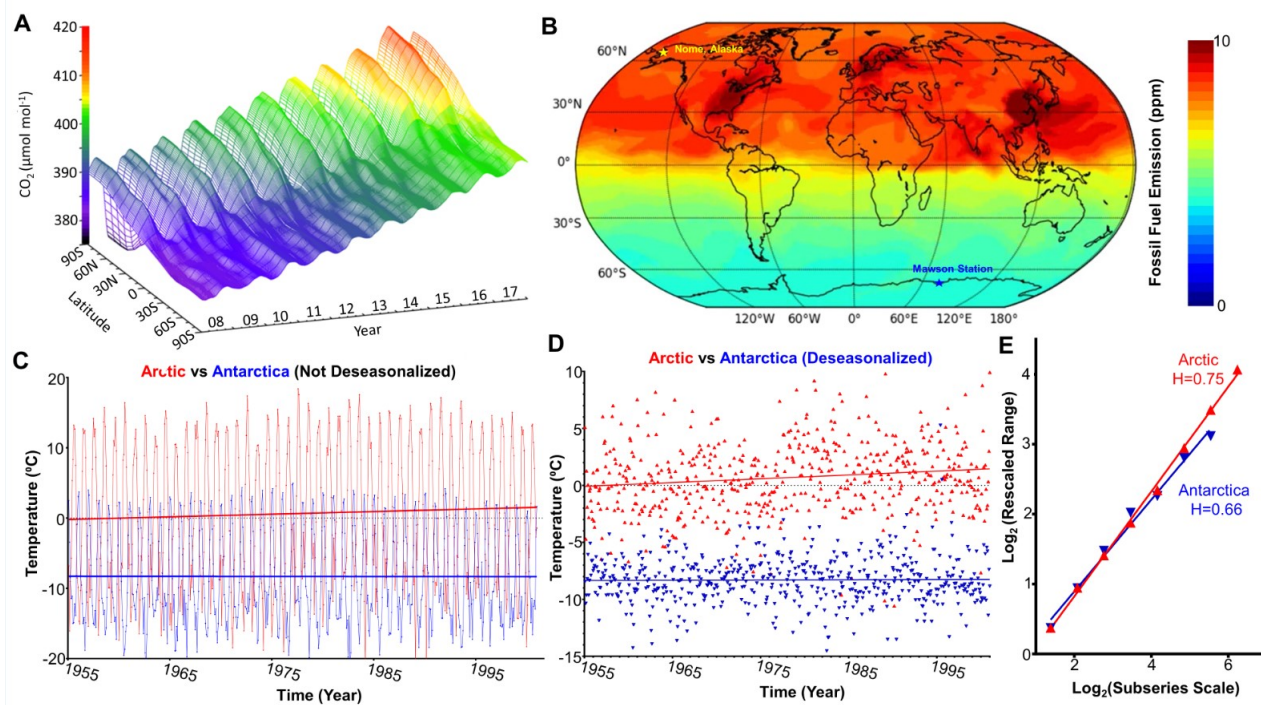 A
420
410
400
390
380
CO2 (μmol mol-1)
90S
60N
30N
0
30S
60S
90S
Latitude
08 09 10 11 12 13 14 15 16 17
Year
B
60°N
30°N
0°
30°S
60°S
Nome, Alaska
Mawson Station
120°W 60°W 0° 60°E 120°E 180°
10
0
Fossil Fuel Emission (ppm)
C
Arctic vs Antarctica (Not Deseasonalized)
20
10
0
-10
-20
Temperature (ºC)
1955 1965 1975 1985 1995
Time (Year)
D
Arctic vs Antarctica (Deseasonalized)
10
5
0
-5
-10
-15
Temperature (ºC)
1955 1965 1975 1985 1995
Time (Year)
E
4
3
2
1
0
Log2 (Rescaled Range)
Arctic
H=0.75
Antarctica
H=0.66
2 4 6
Log2(Subseries Scale)